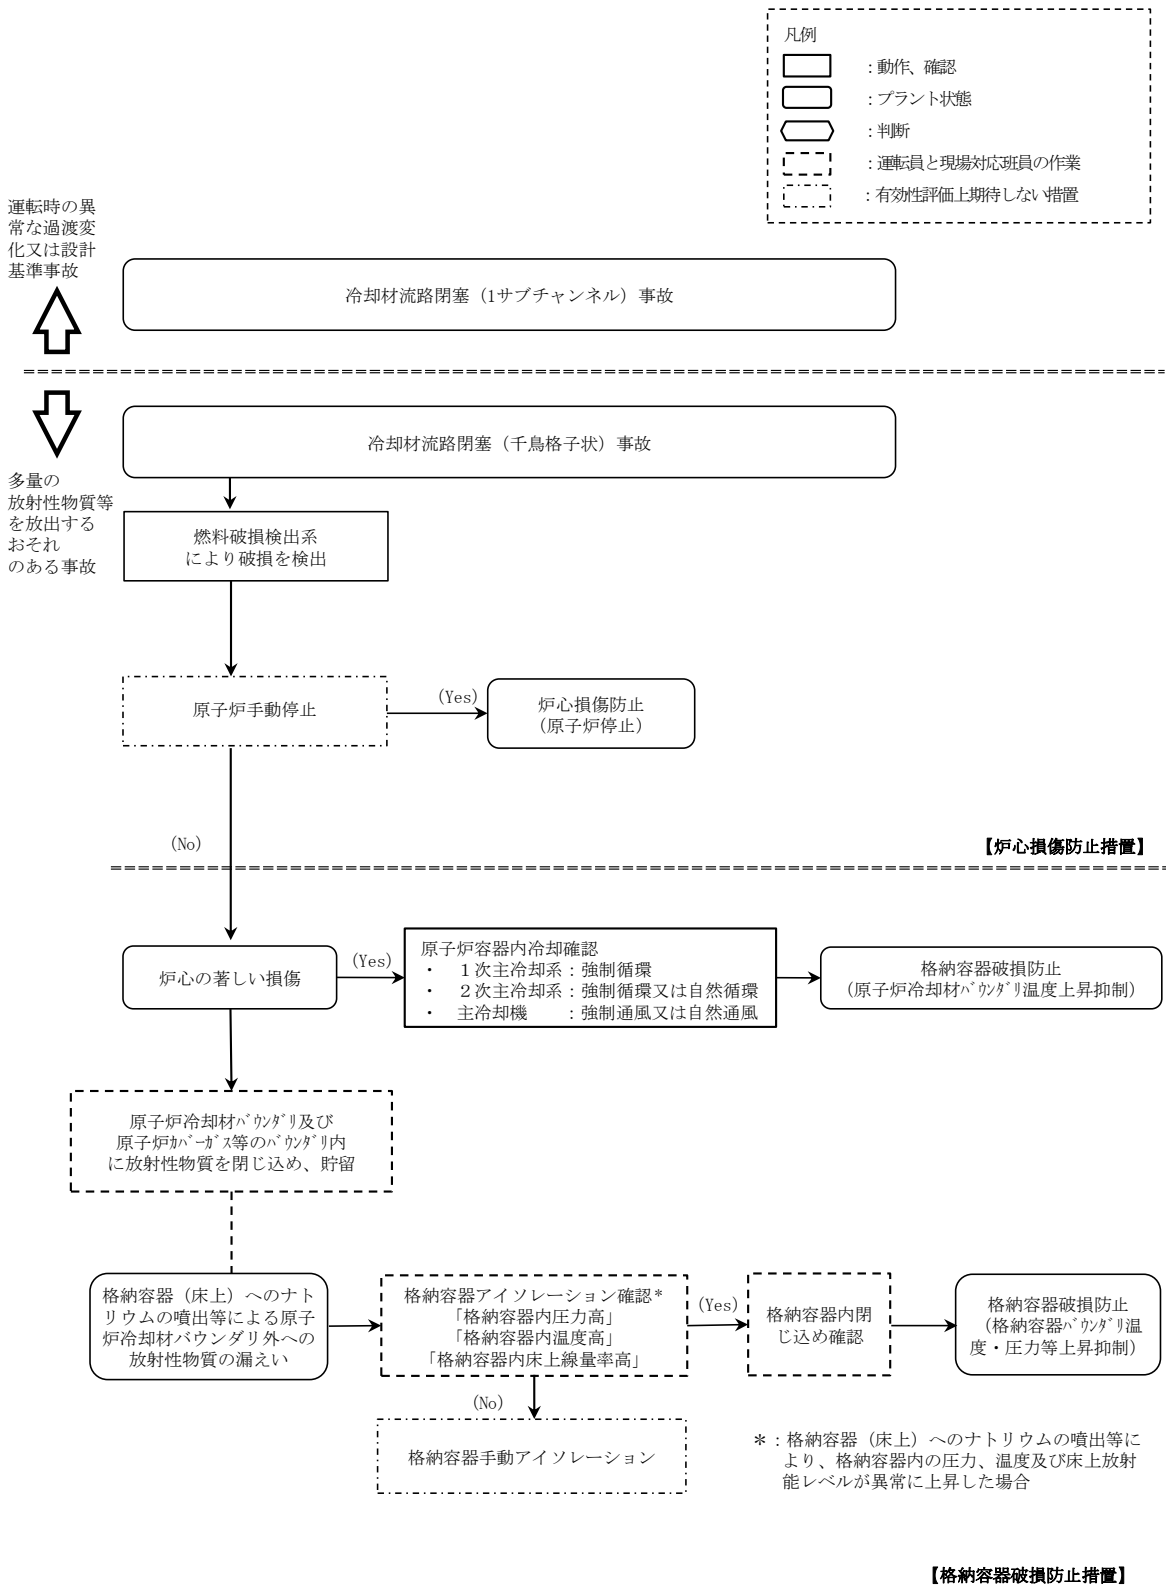 凡例
：動作、確認
：プラント状態
：判断
：運転員と現場対応班員の作業
：有効性評価上期待しない措置
運転時の異
常な過渡変
化又は設計
基準事故
冷却材流路閉塞（1サブチャンネル）事故
冷却材流路閉塞（千鳥格子状）事故
多量の
放射性物質等
を放出する
おそれ
のある事故
燃料破損検出系
により破損を検出
原子炉手動停止
(Yes)
炉心損傷防止
（原子炉停止）
(No)
【炉心損傷防止措置】
炉心の著しい損傷
(Yes)
原子炉容器内冷却確認
・　１次主冷却系：強制循環
・　２次主冷却系：強制循環又は自然循環
・　主冷却機　　：強制通風又は自然通風
格納容器破損防止
（原子炉冷却材ﾊﾞｳﾝﾀﾞﾘ温度上昇抑制）
原子炉冷却材ﾊﾞｳﾝﾀﾞﾘ及び
原子炉ｶﾊﾞｰｶﾞｽ等のﾊﾞｳﾝﾀﾞﾘ内
に放射性物質を閉じ込め、貯留
格納容器（床上）へのナト
リウムの噴出等による原子
炉冷却材バウンダリ外への
放射性物質の漏えい
格納容器アイソレーション確認*
「格納容器内圧力高」
「格納容器内温度高」
「格納容器内床上線量率高」
(Yes)
格納容器内閉
じ込め確認
格納容器破損防止
（格納容器ﾊﾞｳﾝﾀﾞﾘ温
度・圧力等上昇抑制）
(No)
格納容器手動アイソレーション
＊：格納容器（床上）へのナトリウムの噴出等に
より、格納容器内の圧力、温度及び床上放射
能レベルが異常に上昇した場合
【格納容器破損防止措置】